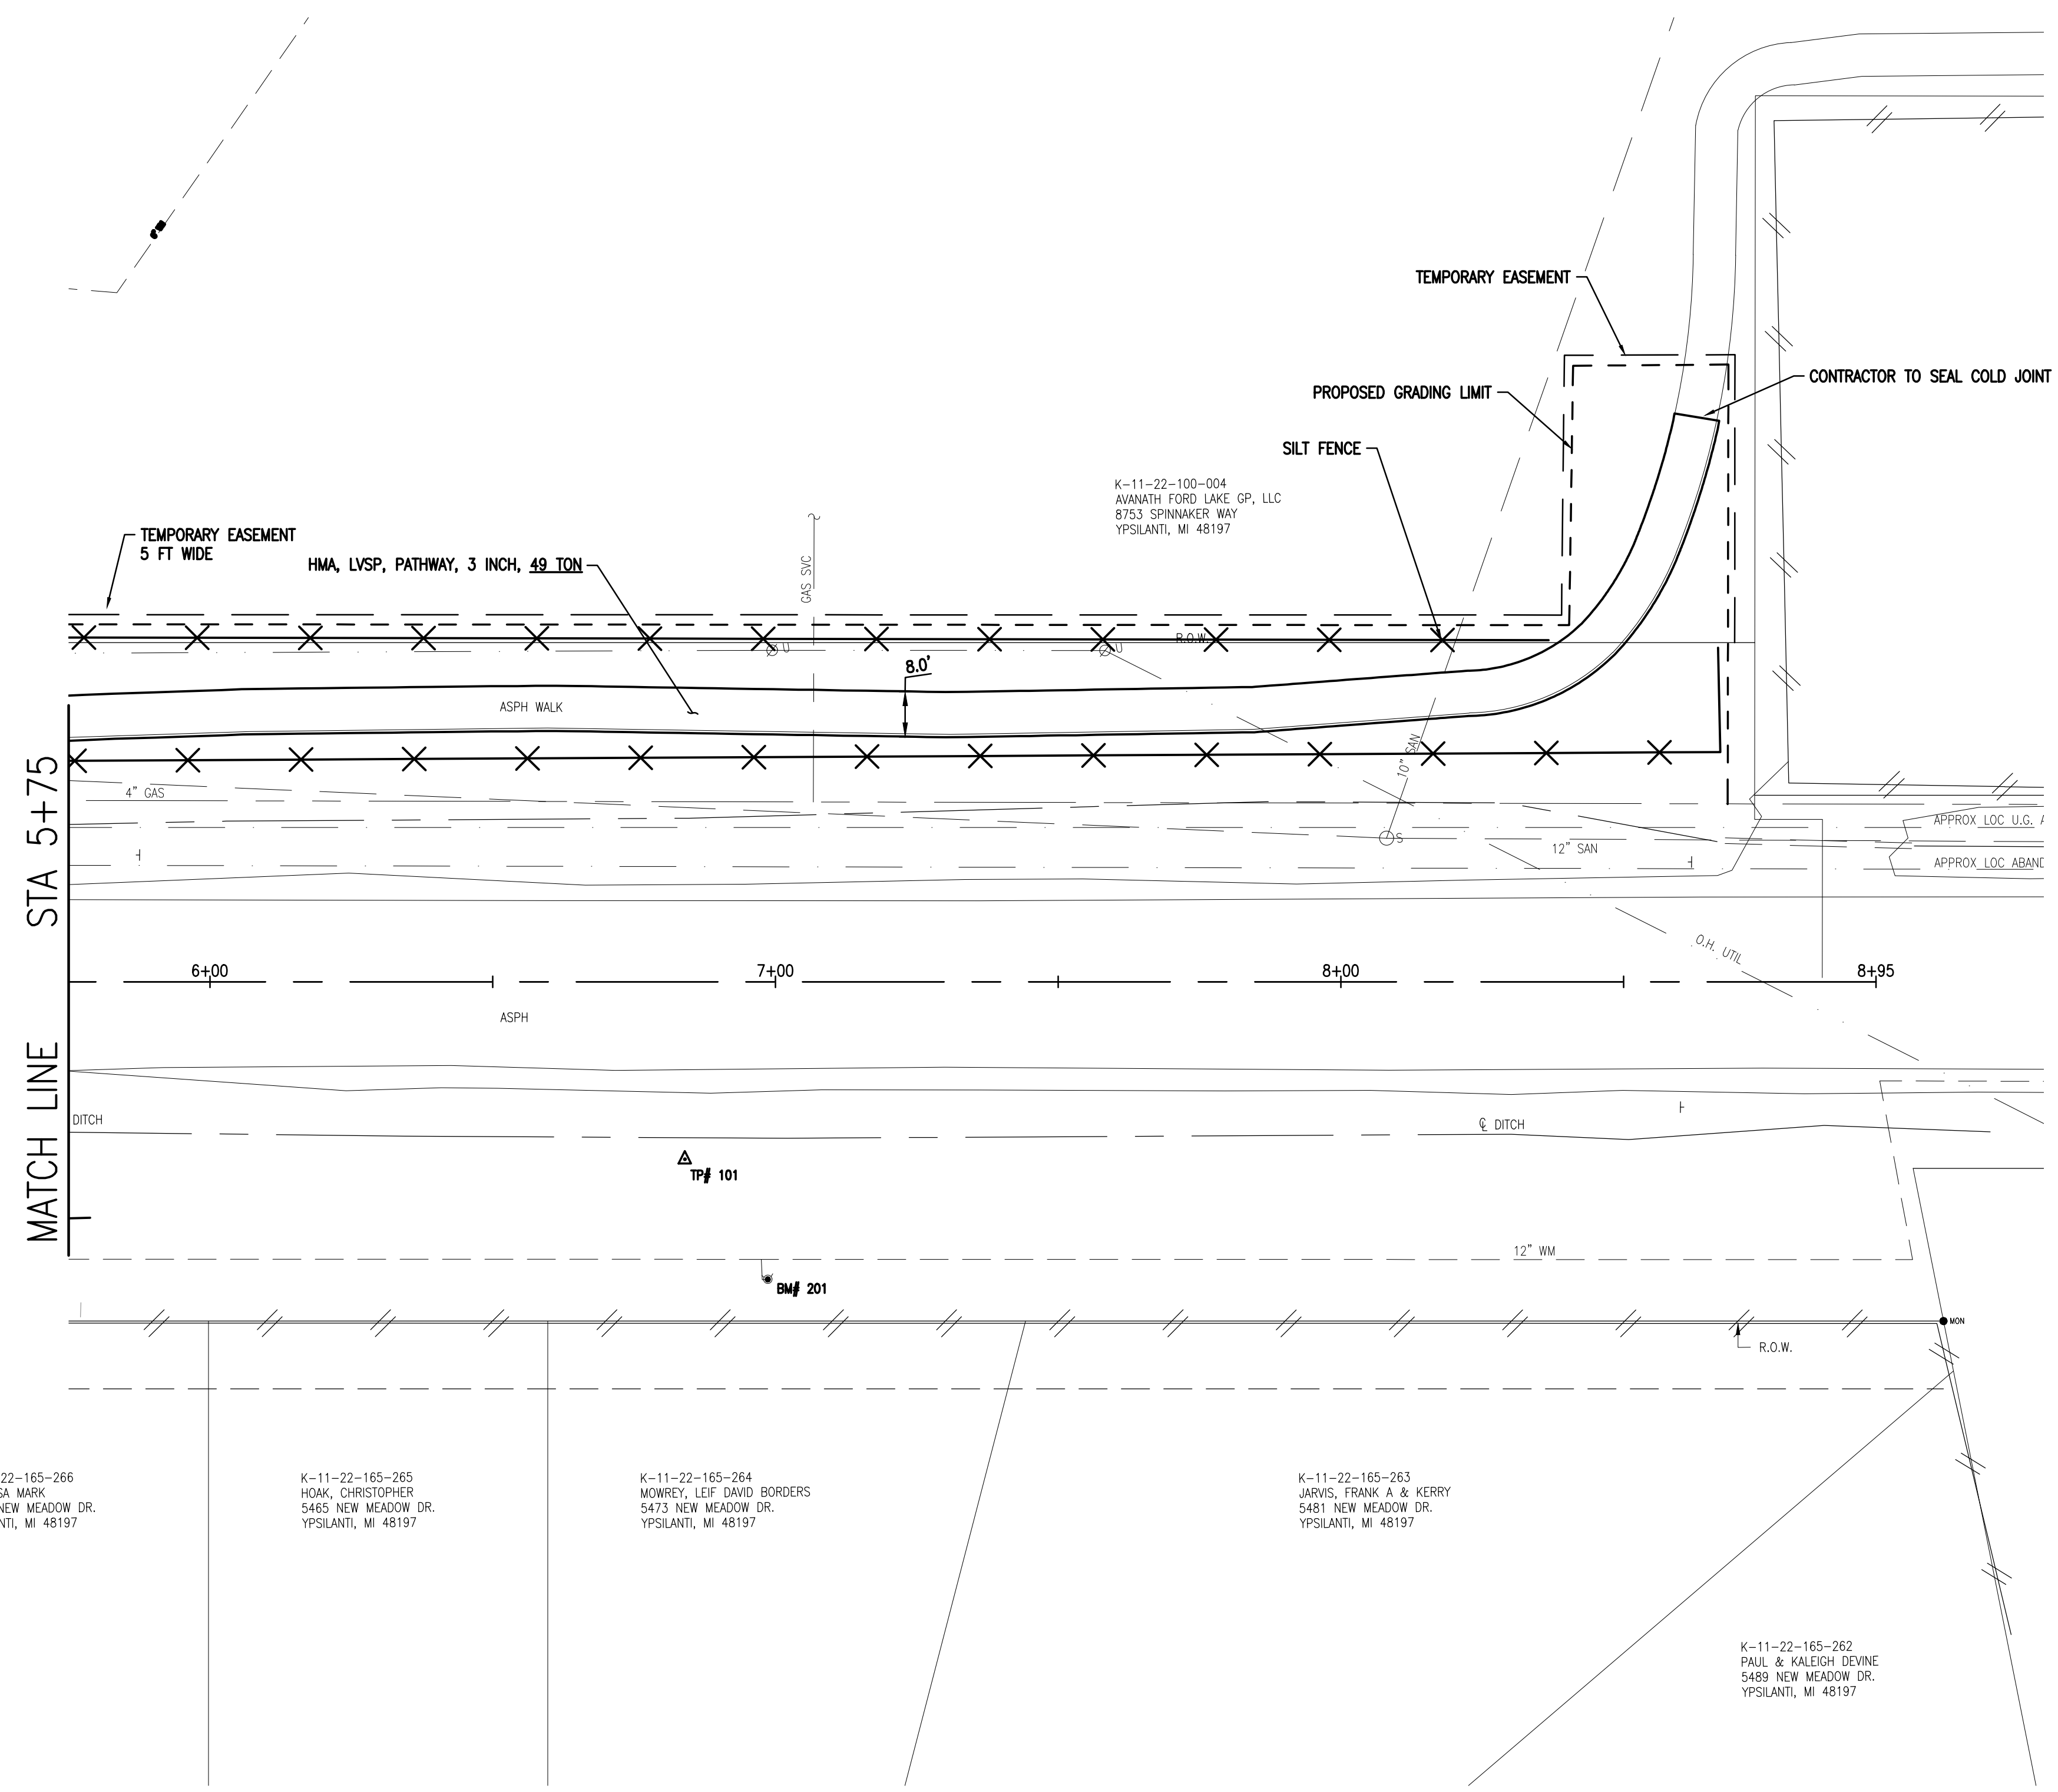 TEMPORARY EASEMENT
CONTRACTOR TO SEAL COLD JOINT
PROPOSED GRADING LIMIT
SILT FENCE
K-11-22-100-004
AVANATH FORD LAKE GP, LLC
8753 SPINNAKER WAY
YPSILANTI, MI 48197
TEMPORARY EASEMENT
5 FT WIDE
HMA, LVSP, PATHWAY, 3 INCH, 49 TON
GAS SVC
R.O.W.
U
U
8.0'
ASPH WALK
10" SAN
4" GAS
S
12" SAN
APPROX LOC U.G. A
APPROX LOC ABAND
MATCH LINE STA 5+75
O.H. UTIL
6+00
7+00
8+00
8+95
ASPH
DITCH
℄ DITCH
TP# 101
12" WM
BM# 201
MON
R.O.W.
22-165-266
SA MARK
NEW MEADOW DR.
NTI, MI 48197
K-11-22-165-265
HOAK, CHRISTOPHER
5465 NEW MEADOW DR.
YPSILANTI, MI 48197
K-11-22-165-264
MOWREY, LEIF DAVID BORDERS
5473 NEW MEADOW DR.
YPSILANTI, MI 48197
K-11-22-165-263
JARVIS, FRANK A & KERRY
5481 NEW MEADOW DR.
YPSILANTI, MI 48197
K-11-22-165-262
PAUL & KALEIGH DEVINE
5489 NEW MEADOW DR.
YPSILANTI, MI 48197